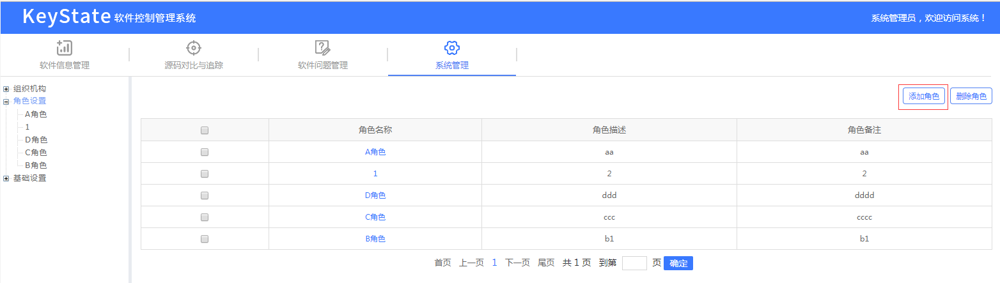 KeyState 软件控制管理系统 系统管理员，欢迎访问系统！
软件信息管理 源码对比与追踪 软件问题管理 系统管理
组织机构
角色设置
A角色
1
D角色
C角色
B角色
基础设置
添加角色 删除角色
角色名称 角色描述 角色备注
A角色 aa aa
1 2 2
D角色 ddd dddd
C角色 ccc cccc
B角色 b1 b1
首页 上一页 1 下一页 尾页 共 1 页 到第 页 确定